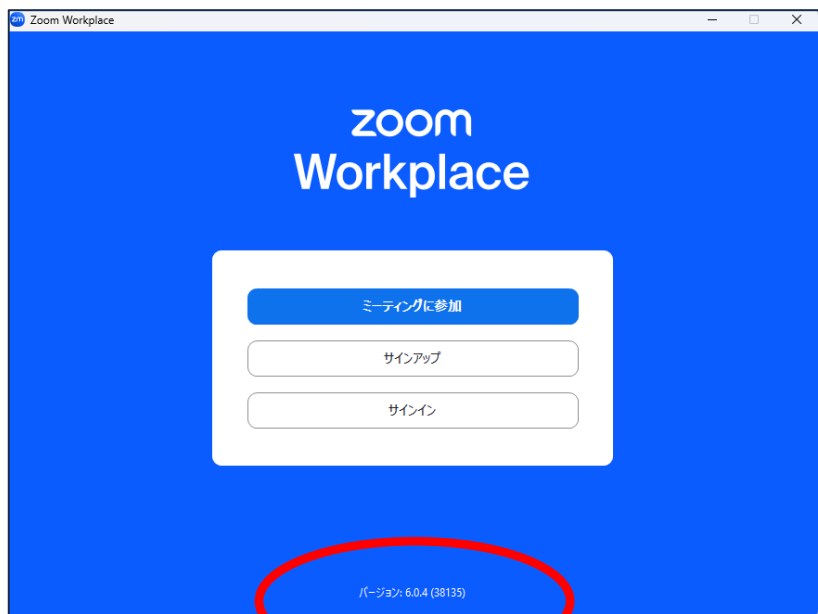 zm Zoom Workplace
zoom
Workplace
ミーティングに参加
サインアップ
サインイン
バージョン: 6.0.4 (38135)